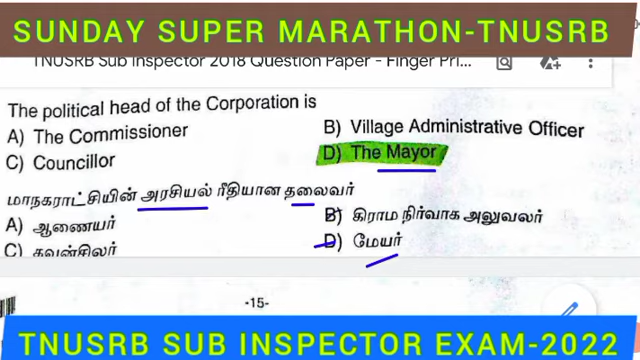 SUNDAY SUPER MARATHON-TNUSRB
TNUSRB Sub Inspector 2018 Question Paper - Finger Pri...
The political head of the Corporation is
A) The Commissioner
B) Village Administrative Officer
C) Councillor
D) The Mayor
மாநகராட்சியின் அரசியல் ரீதியான தலைவர்
A) ஆணையர்
B) கிராம நிர்வாக அலுவலர்
C) கவுன்சிலர்
D) மேயர்
-15-
TNUSRB SUB INSPECTOR EXAM-2022